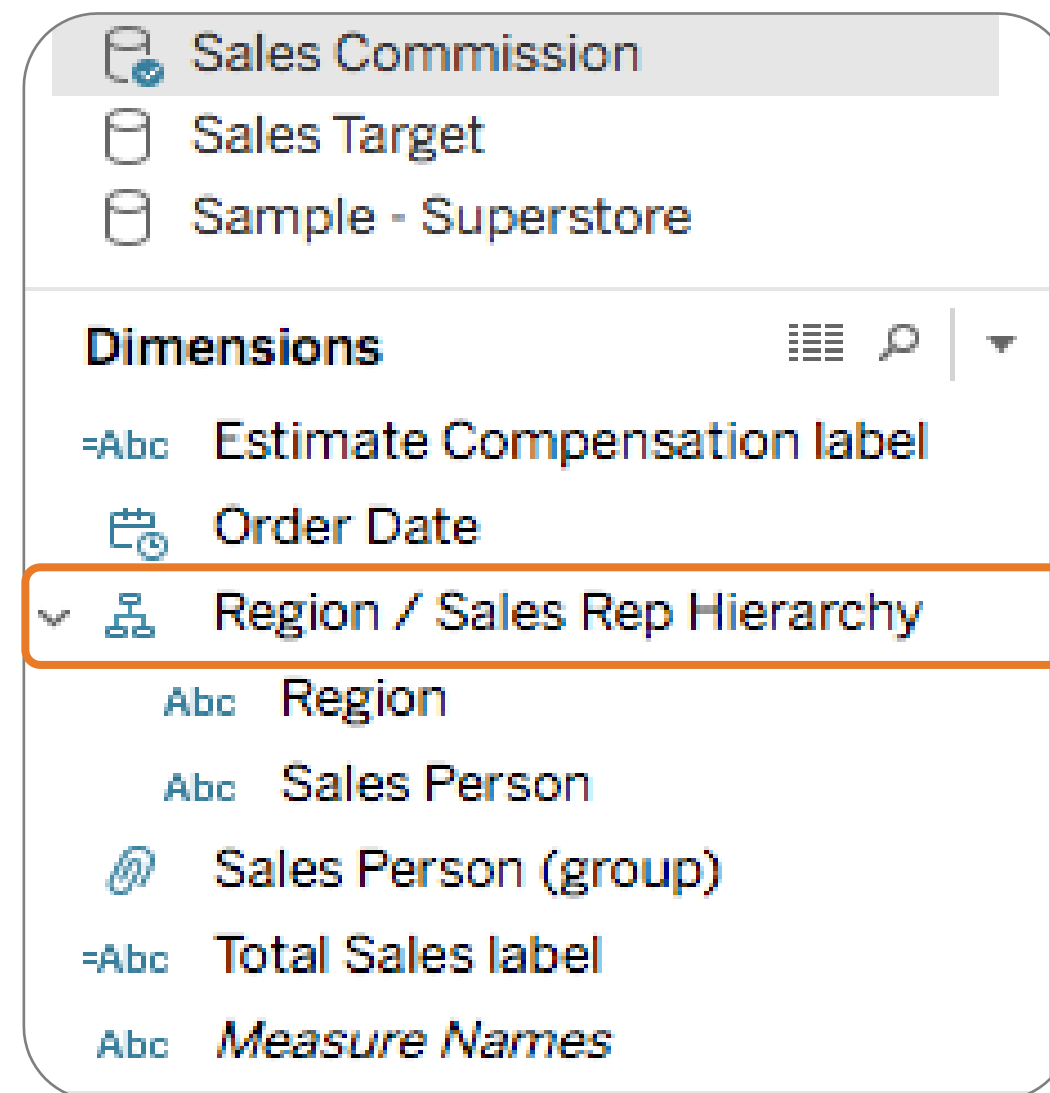 Sales Commission
Sales Target
Sample - Superstore
Dimensions
=Abc Estimate Compensation label
Order Date
Region / Sales Rep Hierarchy
Abc Region
Abc Sales Person
Sales Person (group)
=Abc Total Sales label
Abc Measure Names